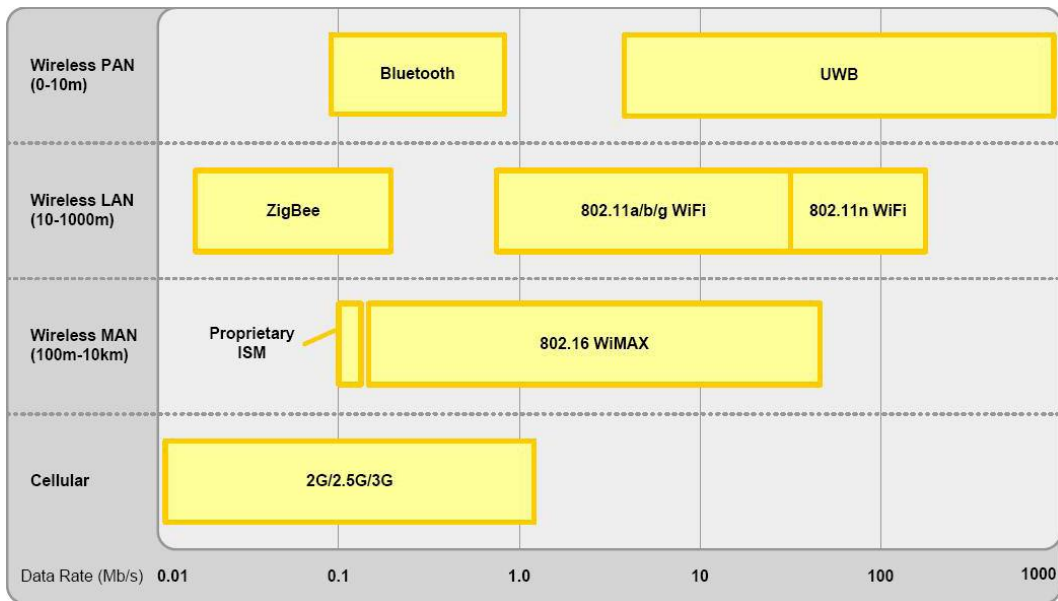 Wireless PAN
(0-10m)
Bluetooth
UWB
Wireless LAN
(10-1000m)
ZigBee
802.11a/b/g WiFi
802.11n WiFi
Wireless MAN
(100m-10km)
Proprietary
ISM
802.16 WiMAX
Cellular
2G/2.5G/3G
Data Rate (Mb/s) 0.01 0.1 1.0 10 100 1000